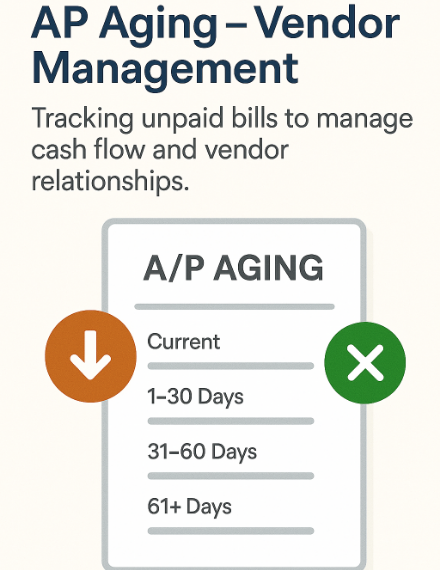 AP Aging – Vendor
Management
Tracking unpaid bills to manage
cash flow and vendor
relationships.
A/P AGING
Current
1–30 Days
31–60 Days
61+ Days